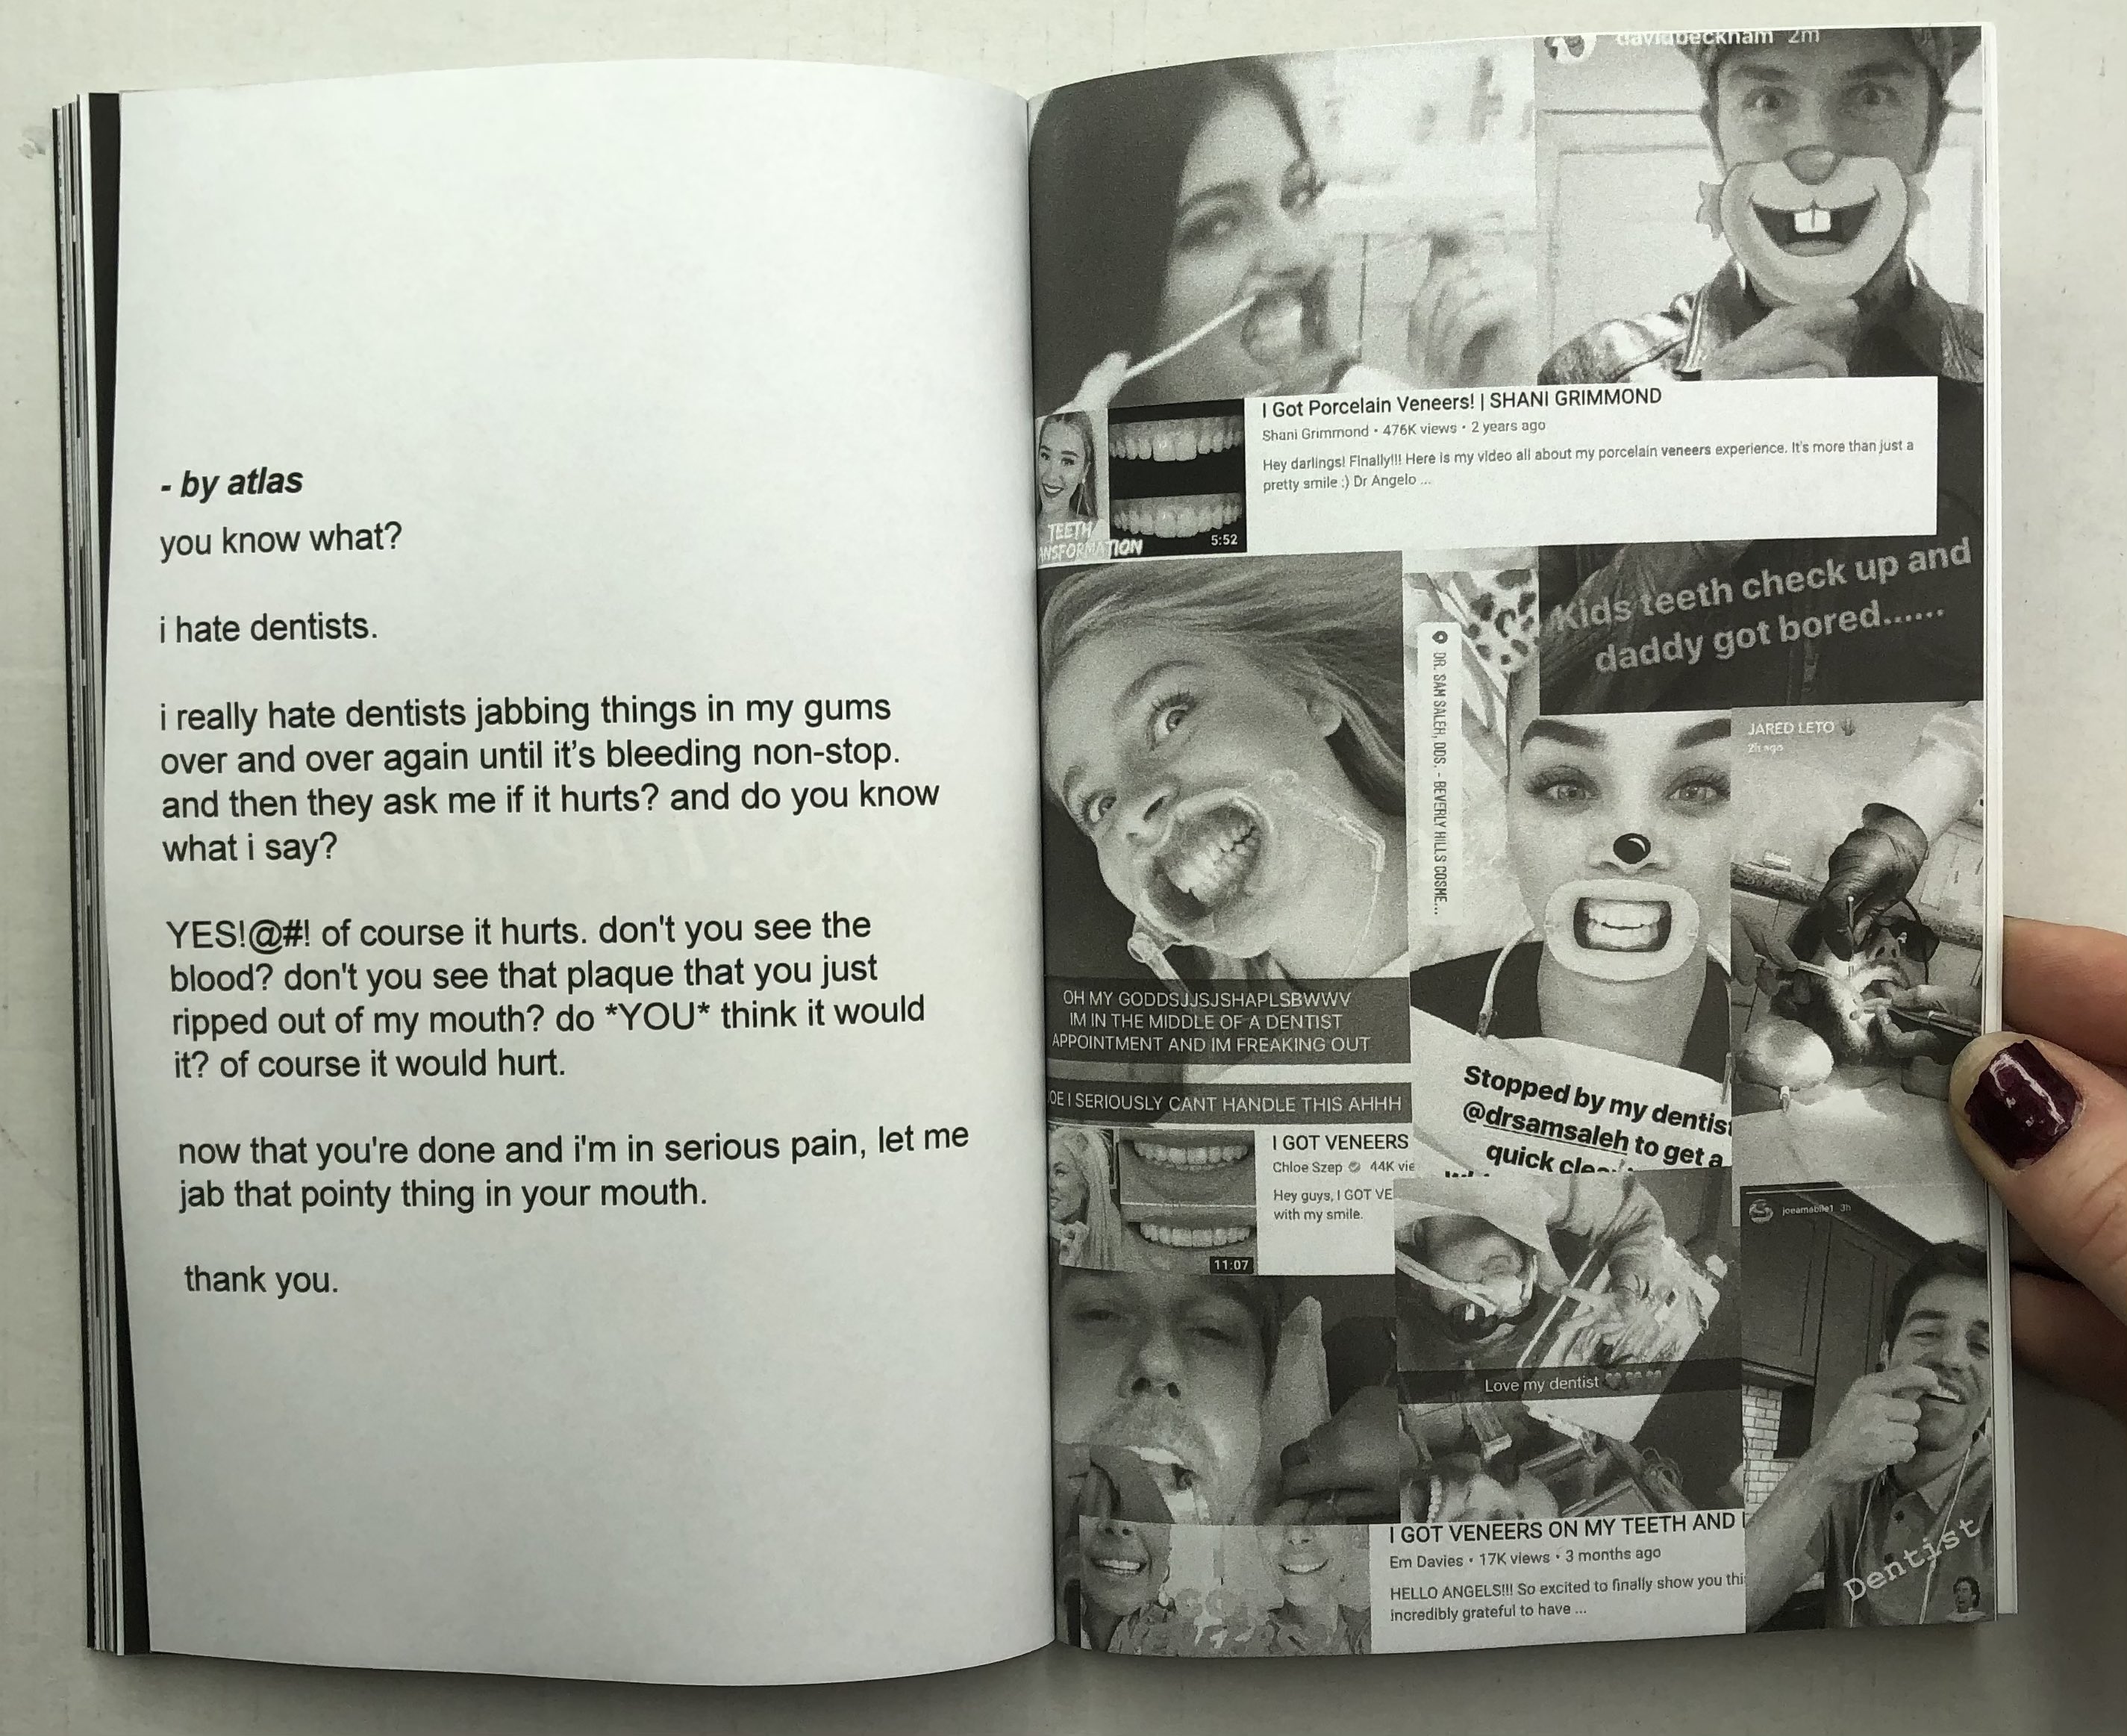 - by atlas
you know what?
i hate dentists.
i really hate dentists jabbing things in my gums
over and over again until it’s bleeding non-stop.
and then they ask me if it hurts? and do you know
what i say?
YES!@#! of course it hurts. don't you see the
blood? don't you see that plaque that you just
ripped out of my mouth? do *YOU* think it would
it? of course it would hurt.
now that you're done and i'm in serious pain, let me
jab that pointy thing in your mouth.
thank you.
davidbeckham 2m
I Got Porcelain Veneers! | SHANI GRIMMOND
Shani Grimmond • 476K views • 2 years ago
Hey darlings! Finally!!! Here is my video all about my porcelain veneers experience. It's more than just a
pretty smile :) Dr Angelo ...
TEETH
ANSFORMATION
5:52
Kids teeth check up and
daddy got bored......
DR. SAM SALEH, DDS. - BEVERLY HILLS COSME...
JARED LETO
2h ago
OH MY GODDSJJSJSHAPLSBWWV
IM IN THE MIDDLE OF A DENTIST
APPOINTMENT AND IM FREAKING OUT
OE I SERIOUSLY CANT HANDLE THIS AHHH
Stopped by my dentist
@drsamsaleh to get a
quick
I GOT VENEERS
Chloe Szep 44K vie
Hey guys, I GOT VE
with my smile.
11:07
joeamabile1 3h
Love my dentist
I GOT VENEERS ON MY TEETH AND
Em Davies • 17K views • 3 months ago
HELLO ANGELS!!! So excited to finally show you thi
incredibly grateful to have ...
Dentist